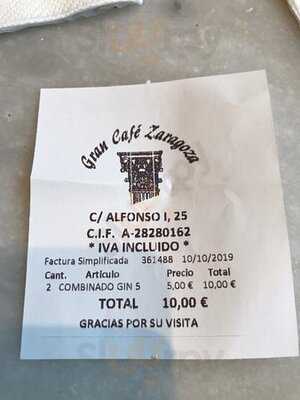 Gran Café Zaragoza
C/ ALFONSO I, 25
C.I.F. A-28280162
* IVA INCLUIDO *
Factura Simplificada 361488 10/10/2019
Cant. Artículo Precio Total
2 COMBINADO GIN 5 5,00 € 10,00 €
TOTAL 10,00 €
GRACIAS POR SU VISITA